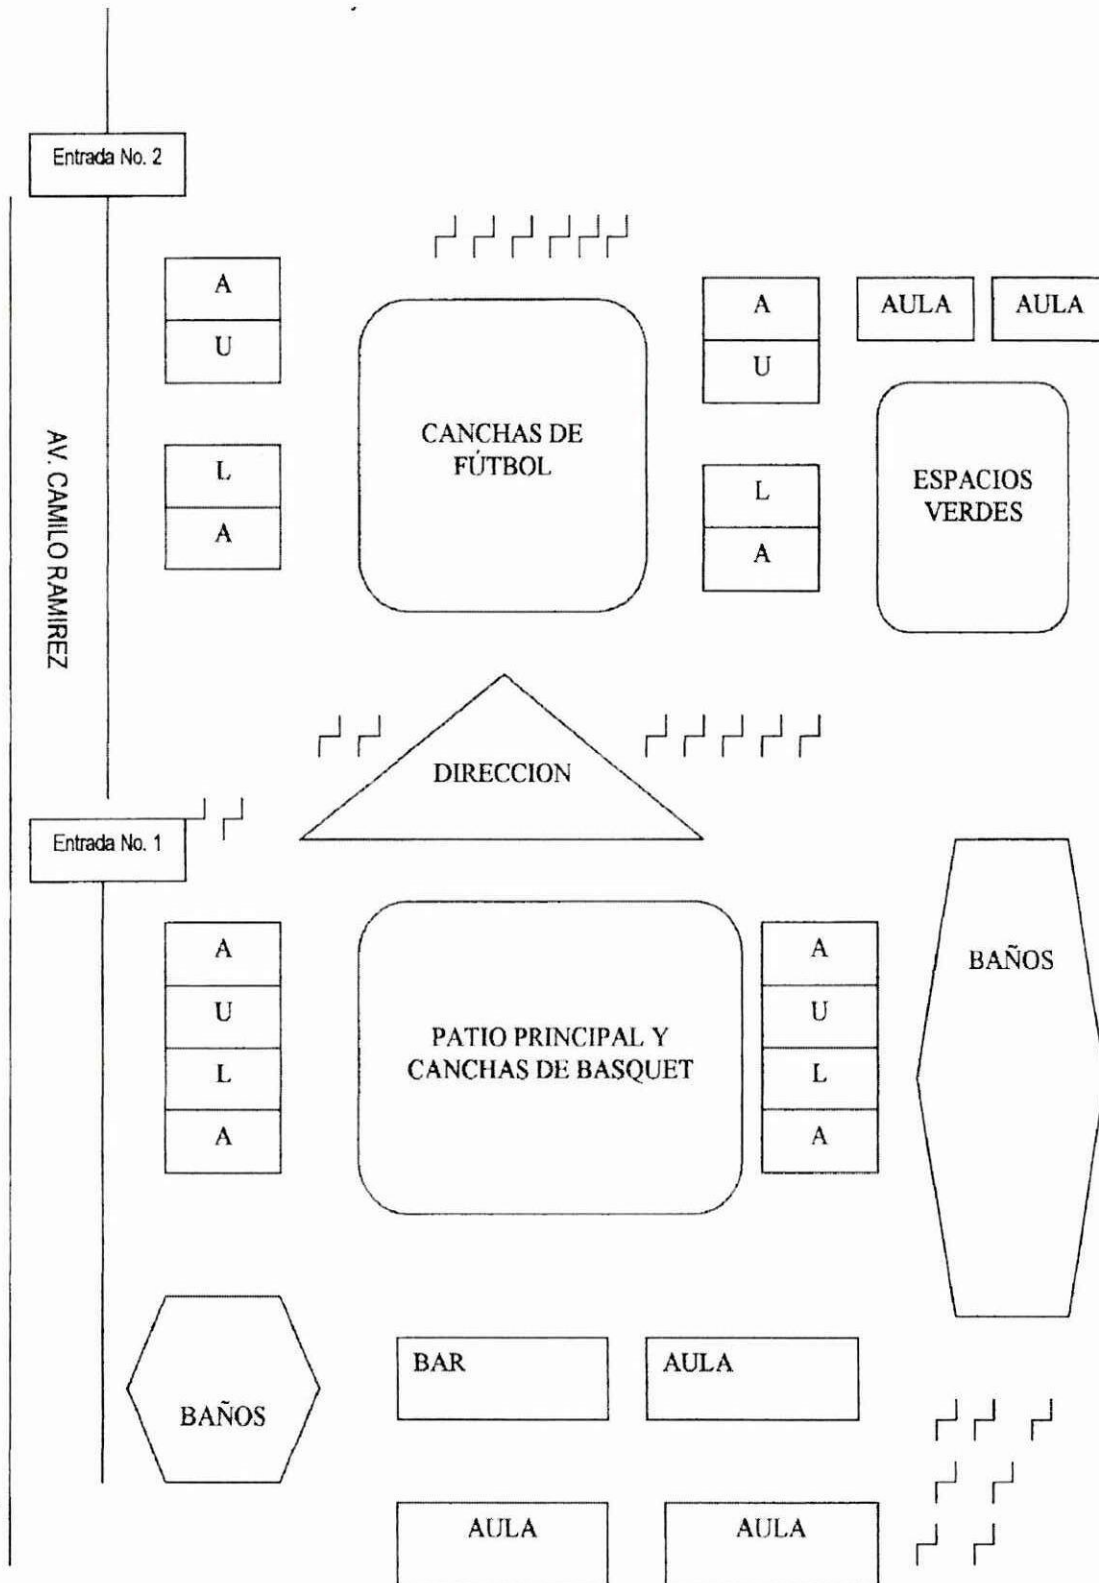 Entrada No. 2
A
U
L
A
CANCHAS DE
FÚTBOL
A
U
L
A
AULA
AULA
ESPACIOS
VERDES
AV. CAMILO RAMIREZ
DIRECCION
Entrada No. 1
A
U
L
A
PATIO PRINCIPAL Y
CANCHAS DE BASQUET
A
U
L
A
BAÑOS
BAÑOS
BAR
AULA
AULA
AULA